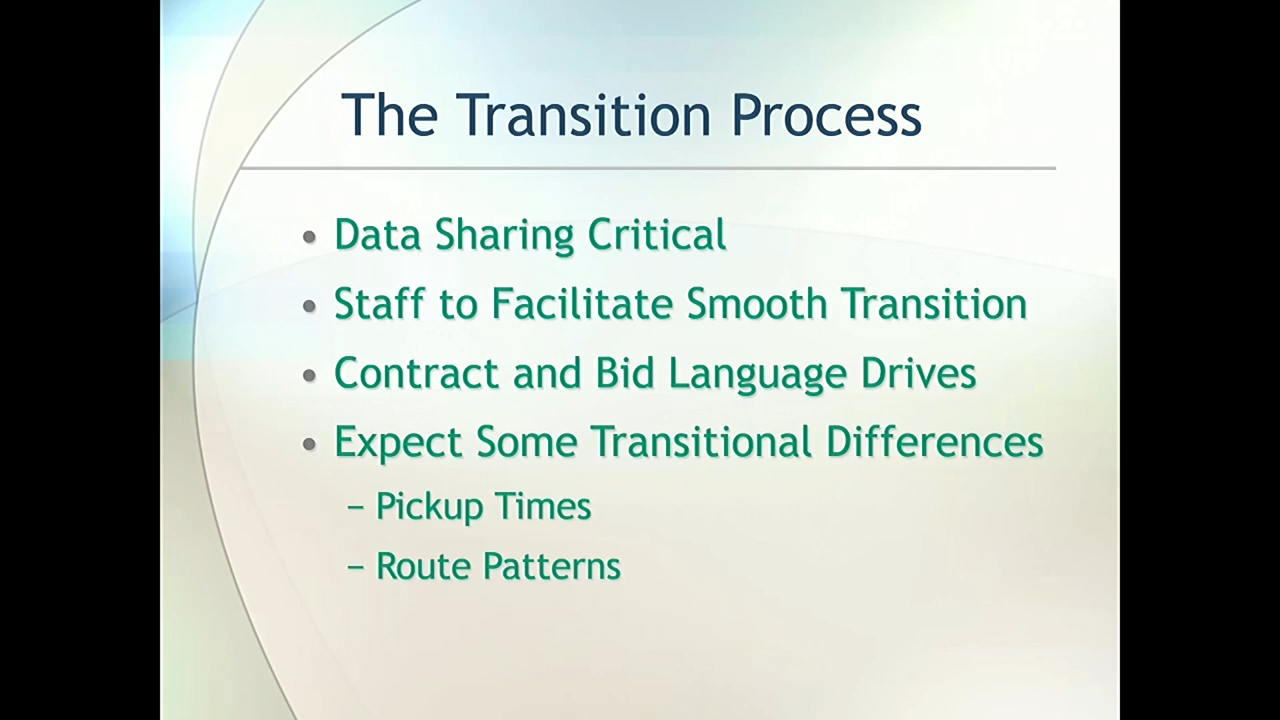 The Transition Process
• Data Sharing Critical
• Staff to Facilitate Smooth Transition
• Contract and Bid Language Drives
• Expect Some Transitional Differences
– Pickup Times
– Route Patterns